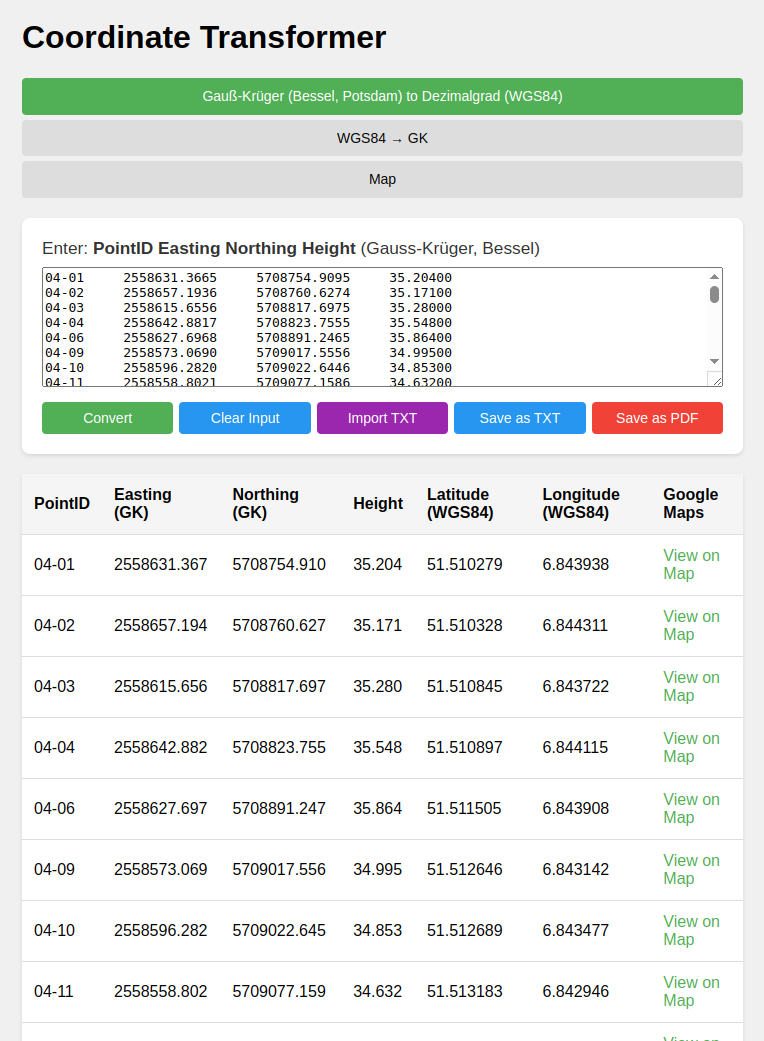 Coordinate Transformer
Gauß-Krüger (Bessel, Potsdam) to Dezimalgrad (WGS84)
WGS84 → GK
Map
Enter: PointID Easting Northing Height (Gauss-Krüger, Bessel)
04-01 2558631.3665 5708754.9095 35.20400
04-02 2558657.1936 5708760.6274 35.17100
04-03 2558615.6556 5708817.6975 35.28000
04-04 2558642.8817 5708823.7555 35.54800
04-06 2558627.6968 5708891.2465 35.86400
04-09 2558573.0690 5709017.5556 34.99500
04-10 2558596.2820 5709022.6446 34.85300
04-11 2558558.8021 5709077.1586 34.63200
Convert Clear Input Import TXT Save as TXT Save as PDF
PointID Easting (GK) Northing (GK) Height Latitude (WGS84) Longitude (WGS84) Google Maps
04-01 2558631.367 5708754.910 35.204 51.510279 6.843938 View on Map
04-02 2558657.194 5708760.627 35.171 51.510328 6.844311 View on Map
04-03 2558615.656 5708817.697 35.280 51.510845 6.843722 View on Map
04-04 2558642.882 5708823.755 35.548 51.510897 6.844115 View on Map
04-06 2558627.697 5708891.247 35.864 51.511505 6.843908 View on Map
04-09 2558573.069 5709017.556 34.995 51.512646 6.843142 View on Map
04-10 2558596.282 5709022.645 34.853 51.512689 6.843477 View on Map
04-11 2558558.802 5709077.159 34.632 51.513183 6.842946 View on Map